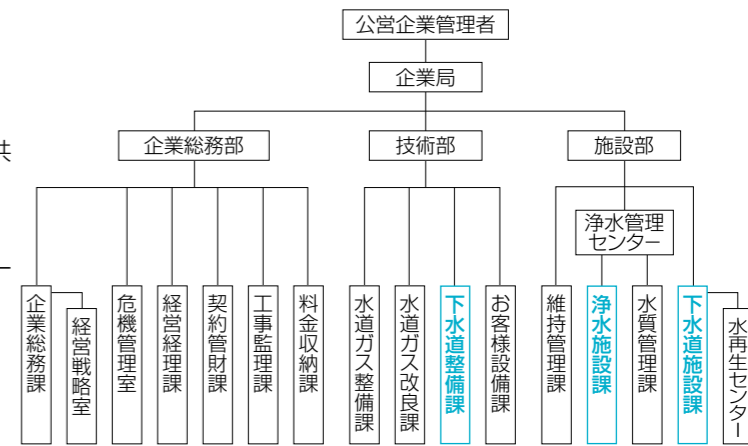 公営企業管理者
企業局
企業総務部
技術部
施設部
共
浄水管理
センター
ー
企業総務課
経営戦略室
危機管理室
経営経理課
契約管財課
工事監理課
料金収納課
水道ガス整備課
水道ガス改良課
下水道整備課
お客様設備課
維持管理課
浄水施設課
水質管理課
下水道施設課
水再生センター